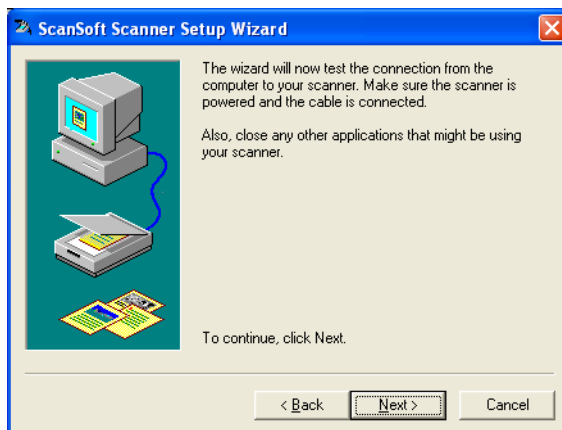 ScanSoft Scanner Setup Wizard
The wizard will now test the connection from the
computer to your scanner. Make sure the scanner is
powered and the cable is connected.
Also, close any other applications that might be using
your scanner.
To continue, click Next.
< Back
Next >
Cancel